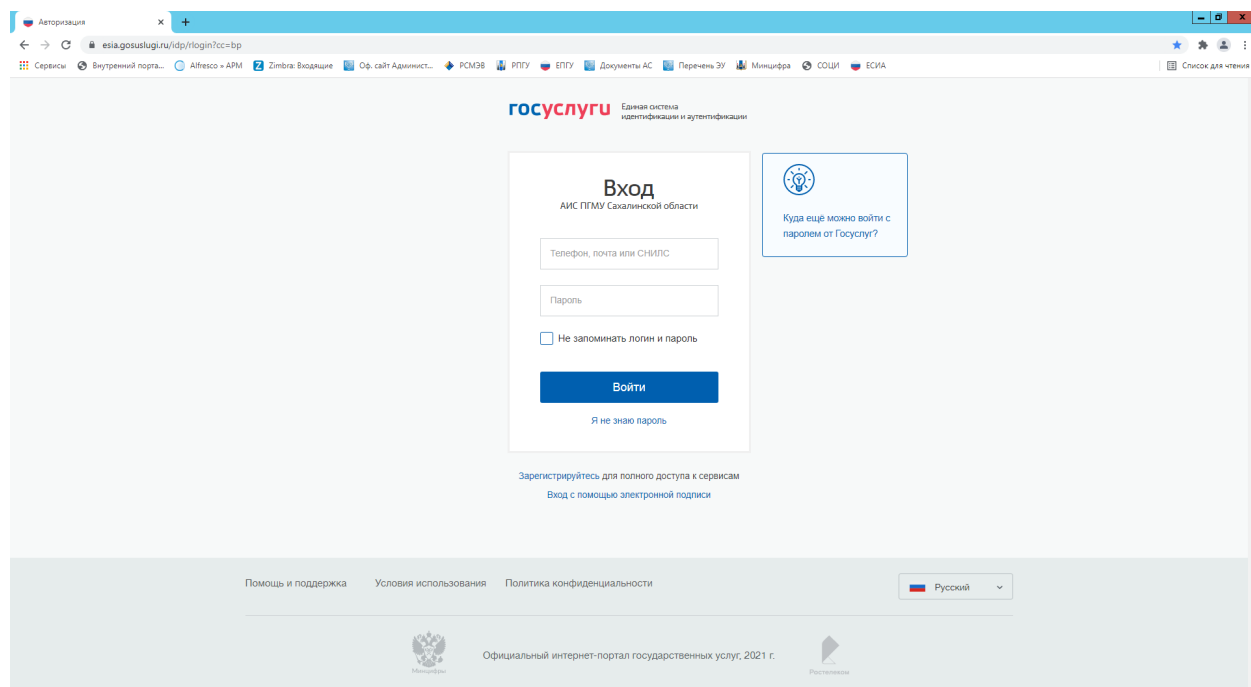 Авторизация
esia.gosuslugi.ru/idp/rlogin?cc=bp
Сервисы Внутренний порта... Alfresco » АРМ Zimbra: Входящие Оф. сайт Админист... РСМЭВ РПГУ ЕПГУ Документы АС Перечень ЭУ Минцифра СОЦИ ЕСИА Список для чтения
госуслуги Единая система
идентификации и аутентификации
Вход
АИС ПГМУ Сахалинской области
Телефон, почта или СНИЛС
Пароль
Не запоминать логин и пароль
Войти
Я не знаю пароль
Куда ещё можно войти с
паролем от Госуслуг?
Зарегистрируйтесь для полного доступа к сервисам
Вход с помощью электронной подписи
Помощь и поддержка Условия использования Политика конфиденциальности Русский
Минцифры
Официальный интернет-портал государственных услуг, 2021 г.
Ростелеком